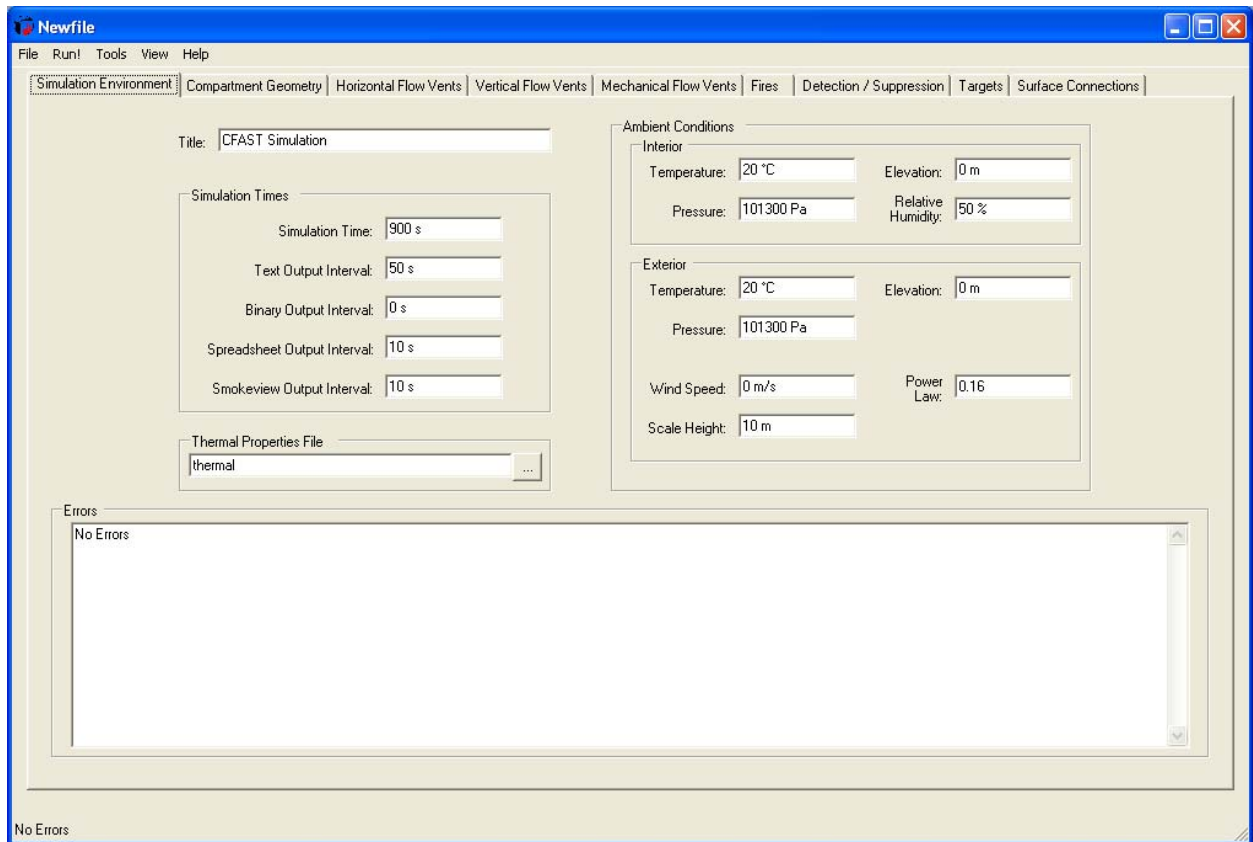 Newfile
File Run! Tools View Help
Simulation Environment Compartment Geometry Horizontal Flow Vents Vertical Flow Vents Mechanical Flow Vents Fires Detection / Suppression Targets Surface Connections
Title: CFAST Simulation
Simulation Times
Simulation Time: 900 s
Text Output Interval: 50 s
Binary Output Interval: 0 s
Spreadsheet Output Interval: 10 s
Smokeview Output Interval: 10 s
Thermal Properties File
thermal ...
Ambient Conditions
Interior
Temperature: 20 °C Elevation: 0 m
Pressure: 101300 Pa Relative Humidity: 50 %
Exterior
Temperature: 20 °C Elevation: 0 m
Pressure: 101300 Pa
Wind Speed: 0 m/s Power Law: 0.16
Scale Height: 10 m
Errors
No Errors
No Errors